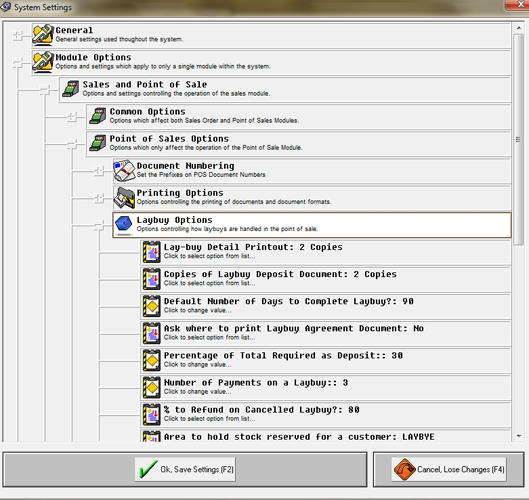 System Settings
General
General settings used thoughout the system.
Module Options
Options and settings which apply to only a single module within the system.
Sales and Point of Sale
Options and settings controlling the operation of the sales module.
Common Options
Options which affect both Sales Order and Point of Sales Modules.
Point of Sales Options
Options which only affect the operation of the Point of Sale Module.
Document Numbering
Set the Prefixes on POS Document Numbers
Printing Options
Options controlling the printing of documents and document formats.
Laybuy Options
Options controlling how laybuys are handled in the point of sale.
Lay-buy Detail Printout: 2 Copies
Click to select option from list...
Copies of Laybuy Deposit Document: 2 Copies
Click to select option from list...
Default Number of Days to Complete Laybuy?: 90
Click to change value...
Ask where to print Laybuy Agreement Document: No
Click to select option from list...
Percentage of Total Required as Deposit:: 30
Click to change value...
Number of Payments on a Laybuy:: 3
Click to change value...
% to Refund on Cancelled Laybuy?: 80
Click to select option from list...
Area to hold stock reserved for a customer: LAYBYE
Ok, Save Settings (F2)
Cancel, Lose Changes (F4)